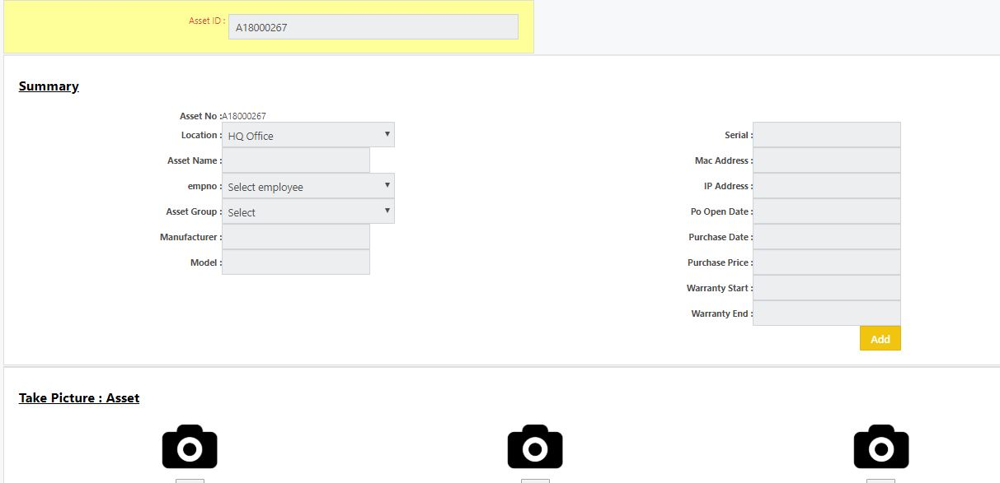 Asset ID :
A18000267
Summary
Asset No :A18000267
Location : HQ Office
Asset Name :
empno : Select employee
Asset Group : Select
Manufacturer :
Model :
Serial :
Mac Address :
IP Address :
Po Open Date :
Purchase Date :
Purchase Price :
Warranty Start :
Warranty End :
Add
Take Picture : Asset